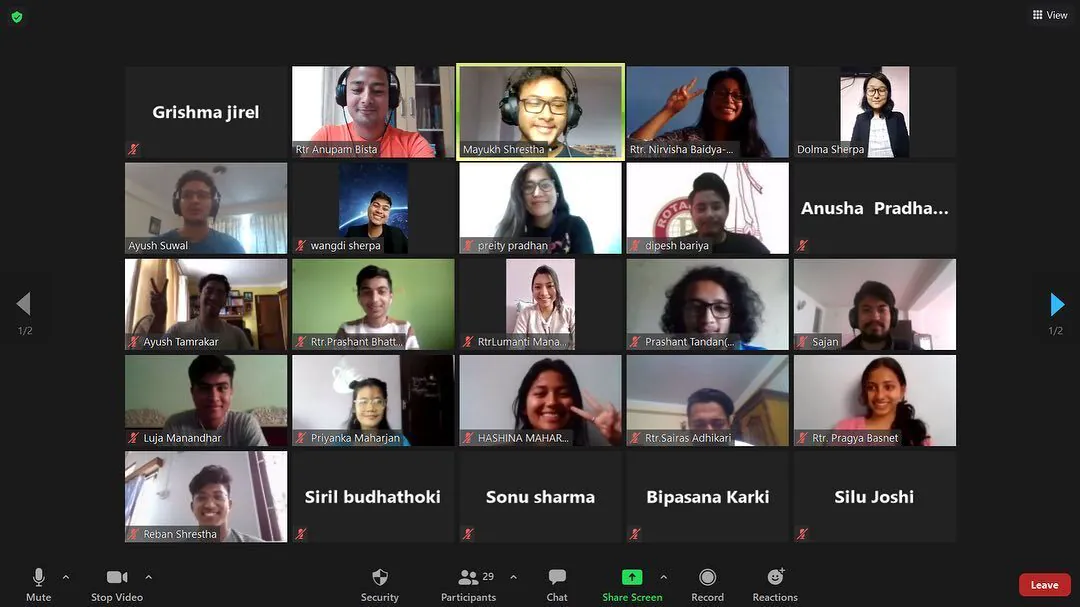 View
Grishma jirel
Rtr Anupam Bista
Mayukh Shrestha
Rtr. Nirvisha Baidya-...
Dolma Sherpa
Ayush Suwal
wangdi sherpa
preity pradhan
ROTA
dipesh bariya
Anusha Pradha...
Ayush Tamrakar
Rtr.Prashant Bhatt...
RtrLumanti Mana...
Prashant Tandan(...
Sajan
1/2
1/2
Luja Manandhar
Priyanka Maharjan
HASHINA MAHAR...
Rtr.Sairas Adhikari
Rtr. Pragya Basnet
Reban Shrestha
Siril budhathoki
Sonu sharma
Bipasana Karki
Silu Joshi
Mute
Stop Video
Security
Participants
29
Chat
Share Screen
Record
Reactions
Leave